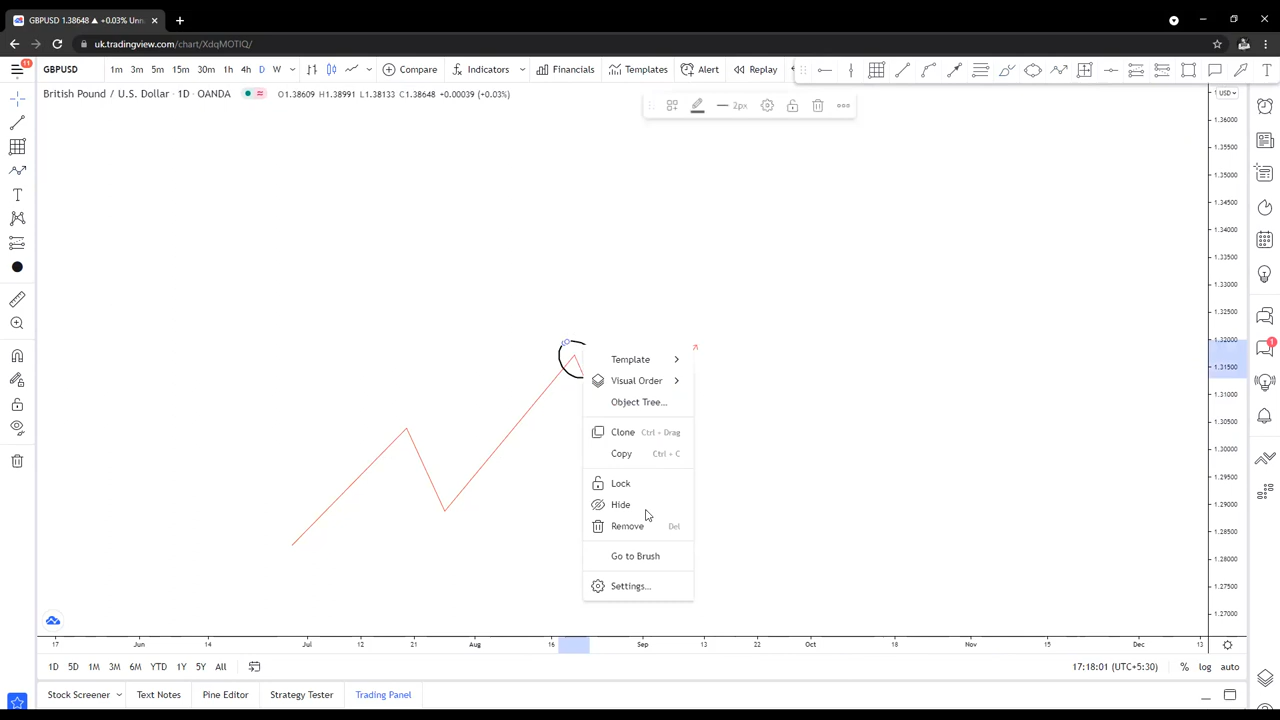 GBPUSD 1.38648 ▲ +0.03% Unn
uk.tradingview.com/chart/XdqMOTIQ/
11
GBPUSD
1m 3m 5m 15m 30m 1h 4h D W
Compare
Indicators
Financials
Templates
Alert
Replay
British Pound / U.S. Dollar · 1D · OANDA
O1.38609 H1.38991 L1.38133 C1.38648 +0.00039 (+0.03%)
2px
USD
1.36000
1.35500
1.35000
1.34500
1.34000
1.33500
1.33000
1.32500
1.32000
1.31500
1.31000
1.30500
1.30000
1.29500
1.29000
1.28500
1.28000
1.27500
1.27000
1
Template
Visual Order
Object Tree...
Clone Ctrl + Drag
Copy Ctrl + C
Lock
Hide
Remove Del
Go to Brush
Settings...
17 Jun 14 Jul 12 21 Aug 16 Sep 13 22 Oct 18 Nov 15 Dec 13
1D 5D 1M 3M 6M YTD 1Y 5Y All
17:18:01 (UTC+5:30) % log auto
Stock Screener Text Notes Pine Editor Strategy Tester Trading Panel